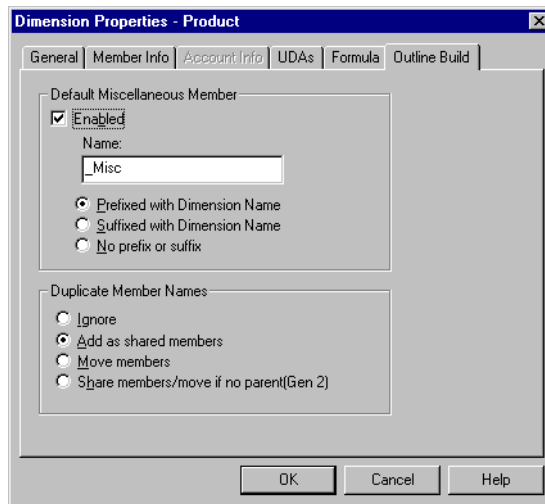 Dimension Properties - Product
General Member Info Account Info UDAs Formula Outline Build
Default Miscellaneous Member
Enabled
Name:
_Misc
Prefixed with Dimension Name
Suffixed with Dimension Name
No prefix or suffix
Duplicate Member Names
Ignore
Add as shared members
Move members
Share members/move if no parent(Gen 2)
OK Cancel Help